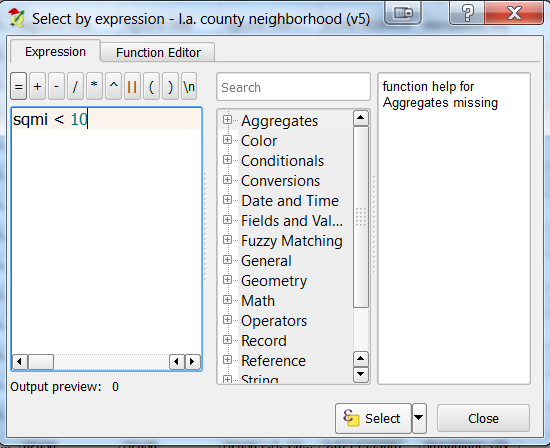 Select by expression - l.a. county neighborhood (v5)
Expression
Function Editor
= + - / * ^ || ( ) \n
Search
function help for
Aggregates missing
sqmi < 10
Aggregates
Color
Conditionals
Conversions
Date and Time
Fields and Val...
Fuzzy Matching
General
Geometry
Math
Operators
Record
Reference
String
Output preview: 0
Select
Close